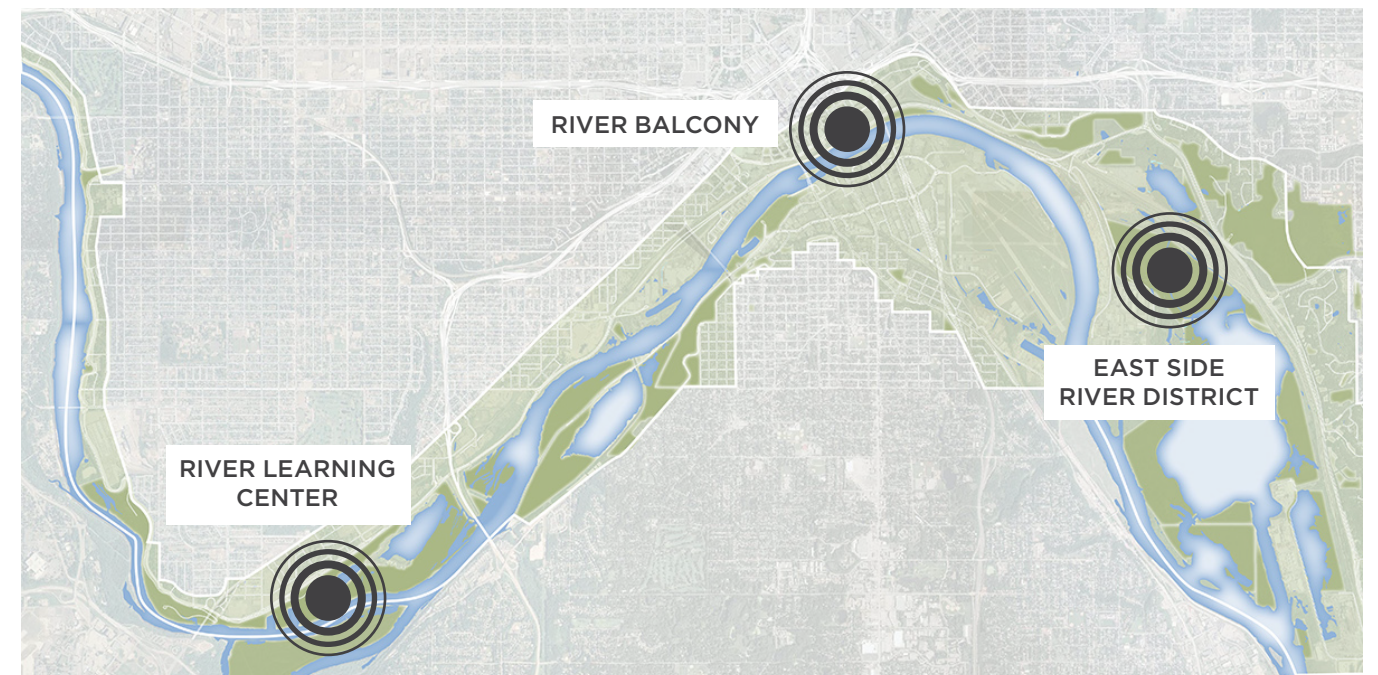 RIVER BALCONY
EAST SIDE
RIVER DISTRICT
RIVER LEARNING
CENTER